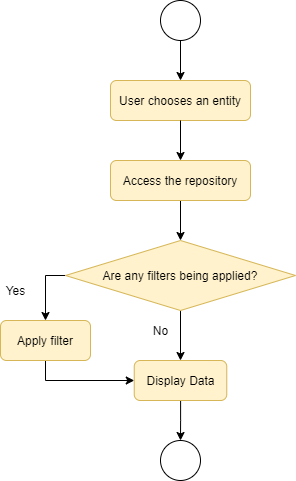 User chooses an entity
Access the repository
Are any filters being applied?
Yes
No
Apply filter
Display Data